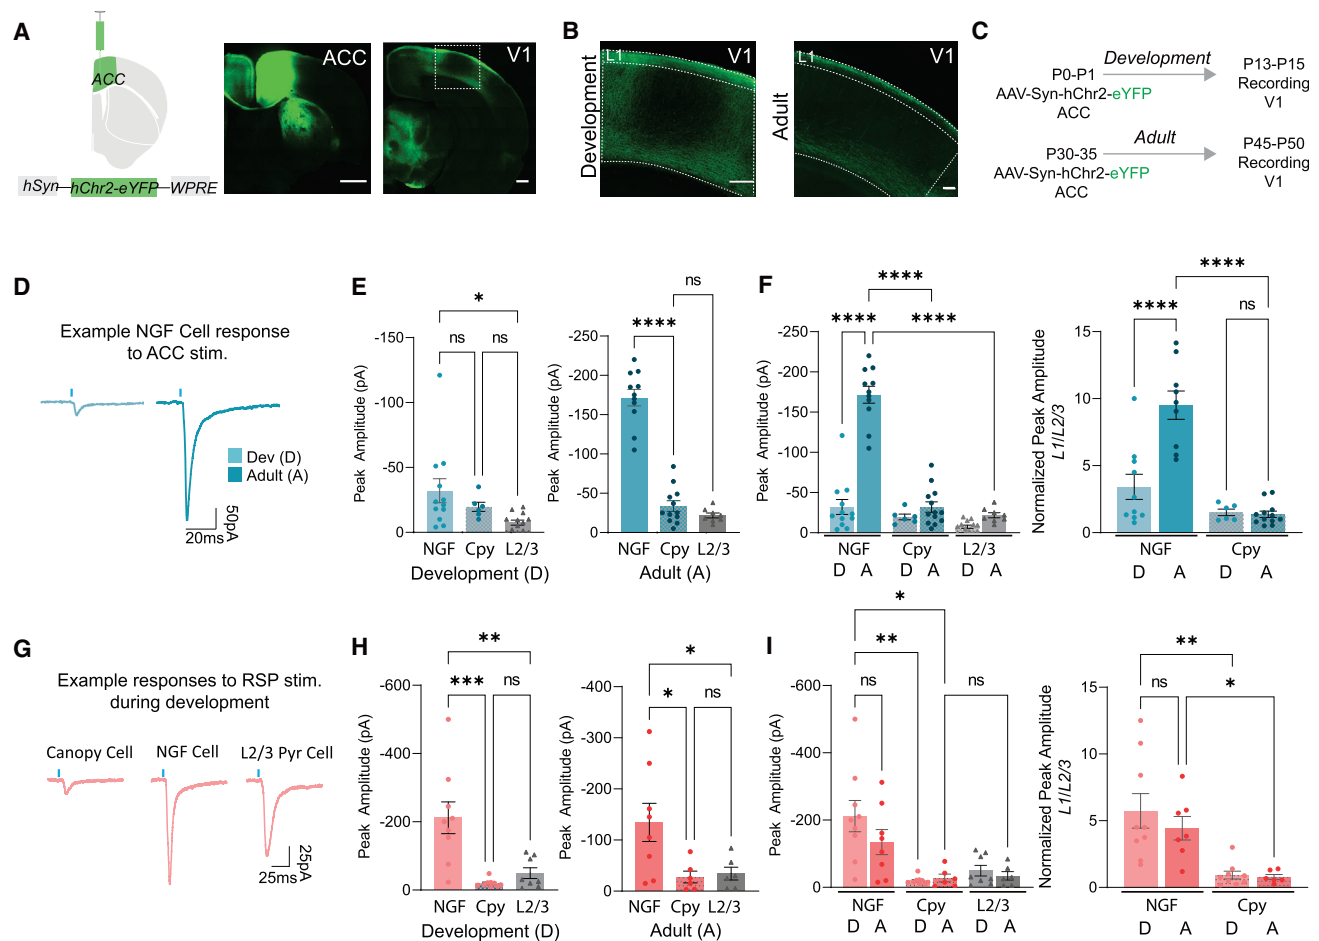 A
ACC
hSyn
hChr2-eYFP
WPRE
ACC
V1
B
Development
L1
V1
Adult
L1
V1
C
Development
P0-P1
AAV-Syn-hChr2-eYFP
ACC
P13-P15
Recording
V1
Adult
P30-35
AAV-Syn-hChr2-eYFP
ACC
P45-P50
Recording
V1
D
Example NGF Cell response
to ACC stim.
Dev (D)
Adult (A)
50pA
20ms
E
*
ns
ns
Peak Amplitude (pA)
-150
-100
-50
0
NGF Cpy L2/3
Development (D)
ns
****
Peak Amplitude (pA)
-250
-200
-150
-100
-50
0
NGF Cpy L2/3
Adult (A)
F
****
**** ****
Peak Amplitude (pA)
-250
-200
-150
-100
-50
0
NGF Cpy L2/3
D A D A D A
****
**** ns
Normalized Peak Amplitude
L1/L2/3
15
10
5
0
NGF Cpy
D A D A
G
Example responses to RSP stim.
during development
Canopy Cell NGF Cell L2/3 Pyr Cell
25pA
25ms
H
**
*** ns
Peak Amplitude (pA)
-600
-400
-200
0
NGF Cpy L2/3
Development (D)
*
* ns
Peak Amplitude (pA)
-400
-300
-200
-100
0
NGF Cpy L2/3
Adult (A)
I
*
**
ns ns
Peak Amplitude (pA)
-600
-400
-200
0
NGF Cpy L2/3
D A D A D A
**
ns *
Normalized Peak Amplitude
L1/L2/3
15
10
5
0
NGF Cpy
D A D A